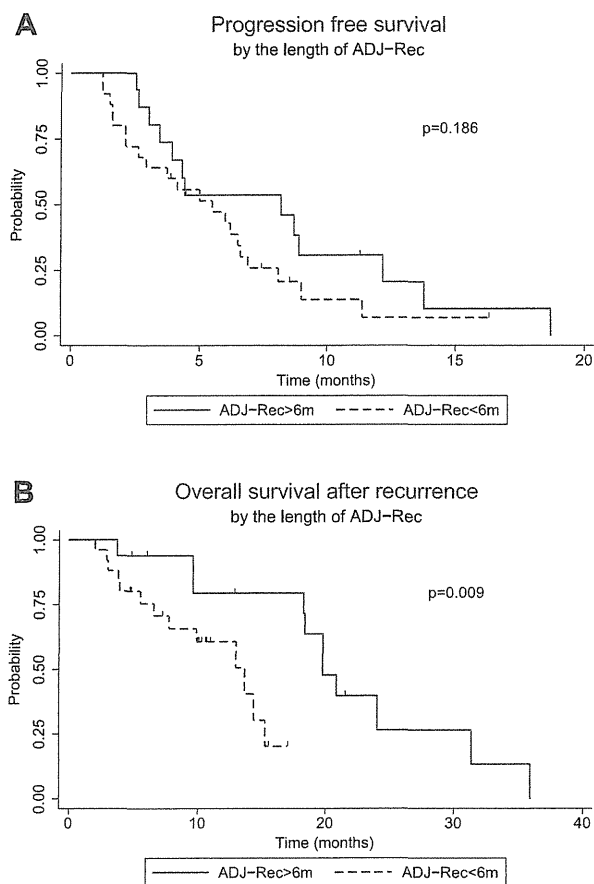 A
Progression free survival
by the length of ADJ-Rec
1.00
0.75
0.50
0.25
0.00
Probability
p=0.186
0 5 10 15 20
Time (months)
ADJ-Rec>6m ADJ-Rec<6m
B
Overall survival after recurrence
by the length of ADJ-Rec
1.00
0.75
0.50
0.25
0.00
Probability
p=0.009
0 10 20 30 40
Time (months)
ADJ-Rec>6m ADJ-Rec<6m